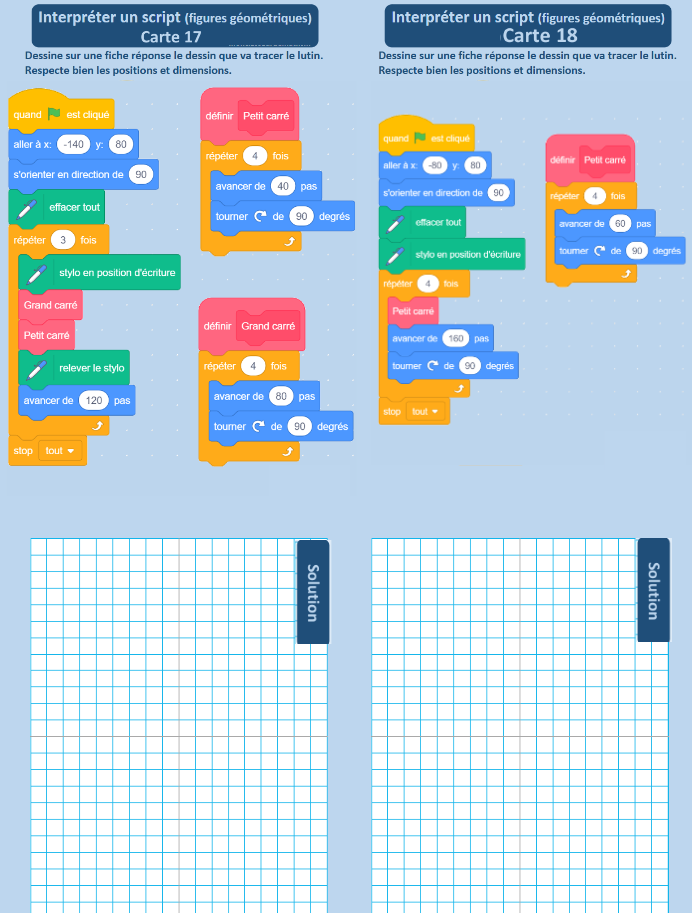 Interpréter un script (figures géométriques)
Carte 17
Dessine sur une fiche réponse le dessin que va tracer le lutin.
Respecte bien les positions et dimensions.
quand est cliqué
aller à x: -140 y: 80
s'orienter en direction de 90
effacer tout
répéter 3 fois
stylo en position d'écriture
Grand carré
Petit carré
relever le stylo
avancer de 120 pas
stop tout
définir Petit carré
répéter 4 fois
avancer de 40 pas
tourner de 90 degrés
définir Grand carré
répéter 4 fois
avancer de 80 pas
tourner de 90 degrés
Solution
Interpréter un script (figures géométriques)
Carte 18
Dessine sur une fiche réponse le dessin que va tracer le lutin.
Respecte bien les positions et dimensions.
quand est cliqué
aller à x: -80 y: 80
s'orienter en direction de 90
effacer tout
stylo en position d'écriture
répéter 4 fois
Petit carré
avancer de 160 pas
tourner de 90 degrés
stop tout
définir Petit carré
répéter 4 fois
avancer de 60 pas
tourner de 90 degrés
Solution